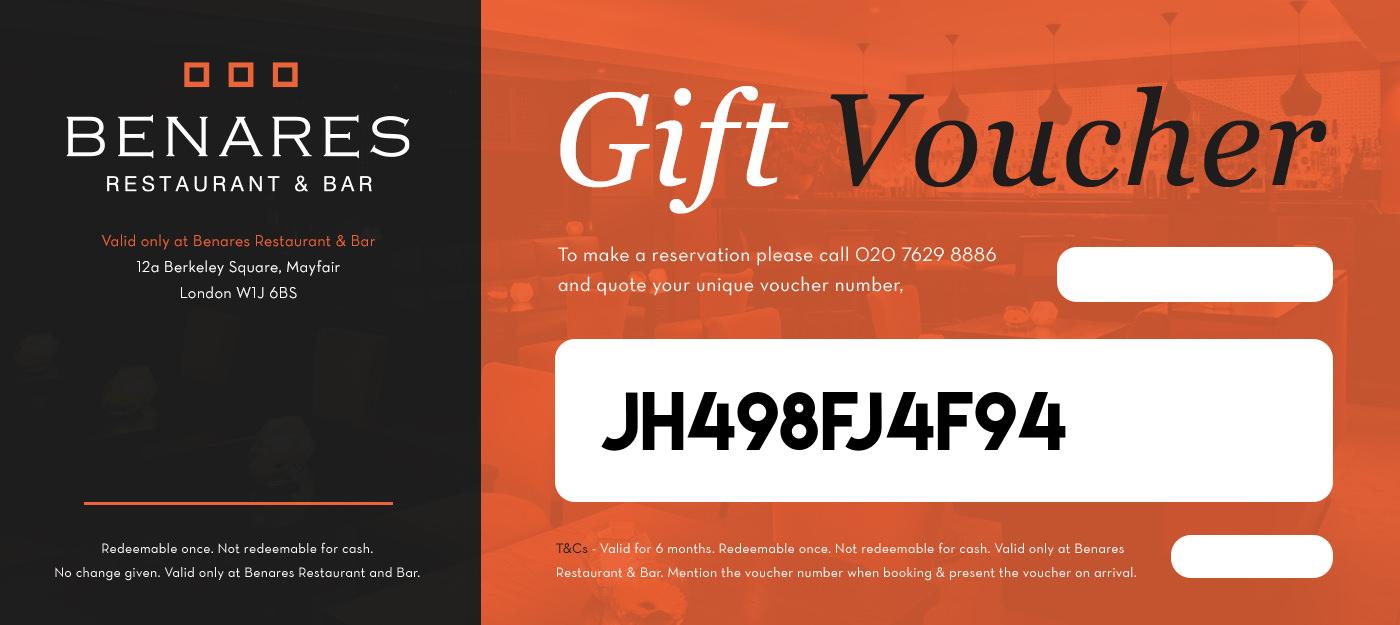 BENARES
RESTAURANT & BAR
Valid only at Benares Restaurant & Bar
12a Berkeley Square, Mayfair
London W1J 6BS
Redeemable once. Not redeemable for cash.
No change given. Valid only at Benares Restaurant and Bar.
Gift Voucher
To make a reservation please call 020 7629 8886
and quote your unique voucher number,
JH498FJ4F94
T&Cs - Valid for 6 months. Redeemable once. Not redeemable for cash. Valid only at Benares
Restaurant & Bar. Mention the voucher number when booking & present the voucher on arrival.